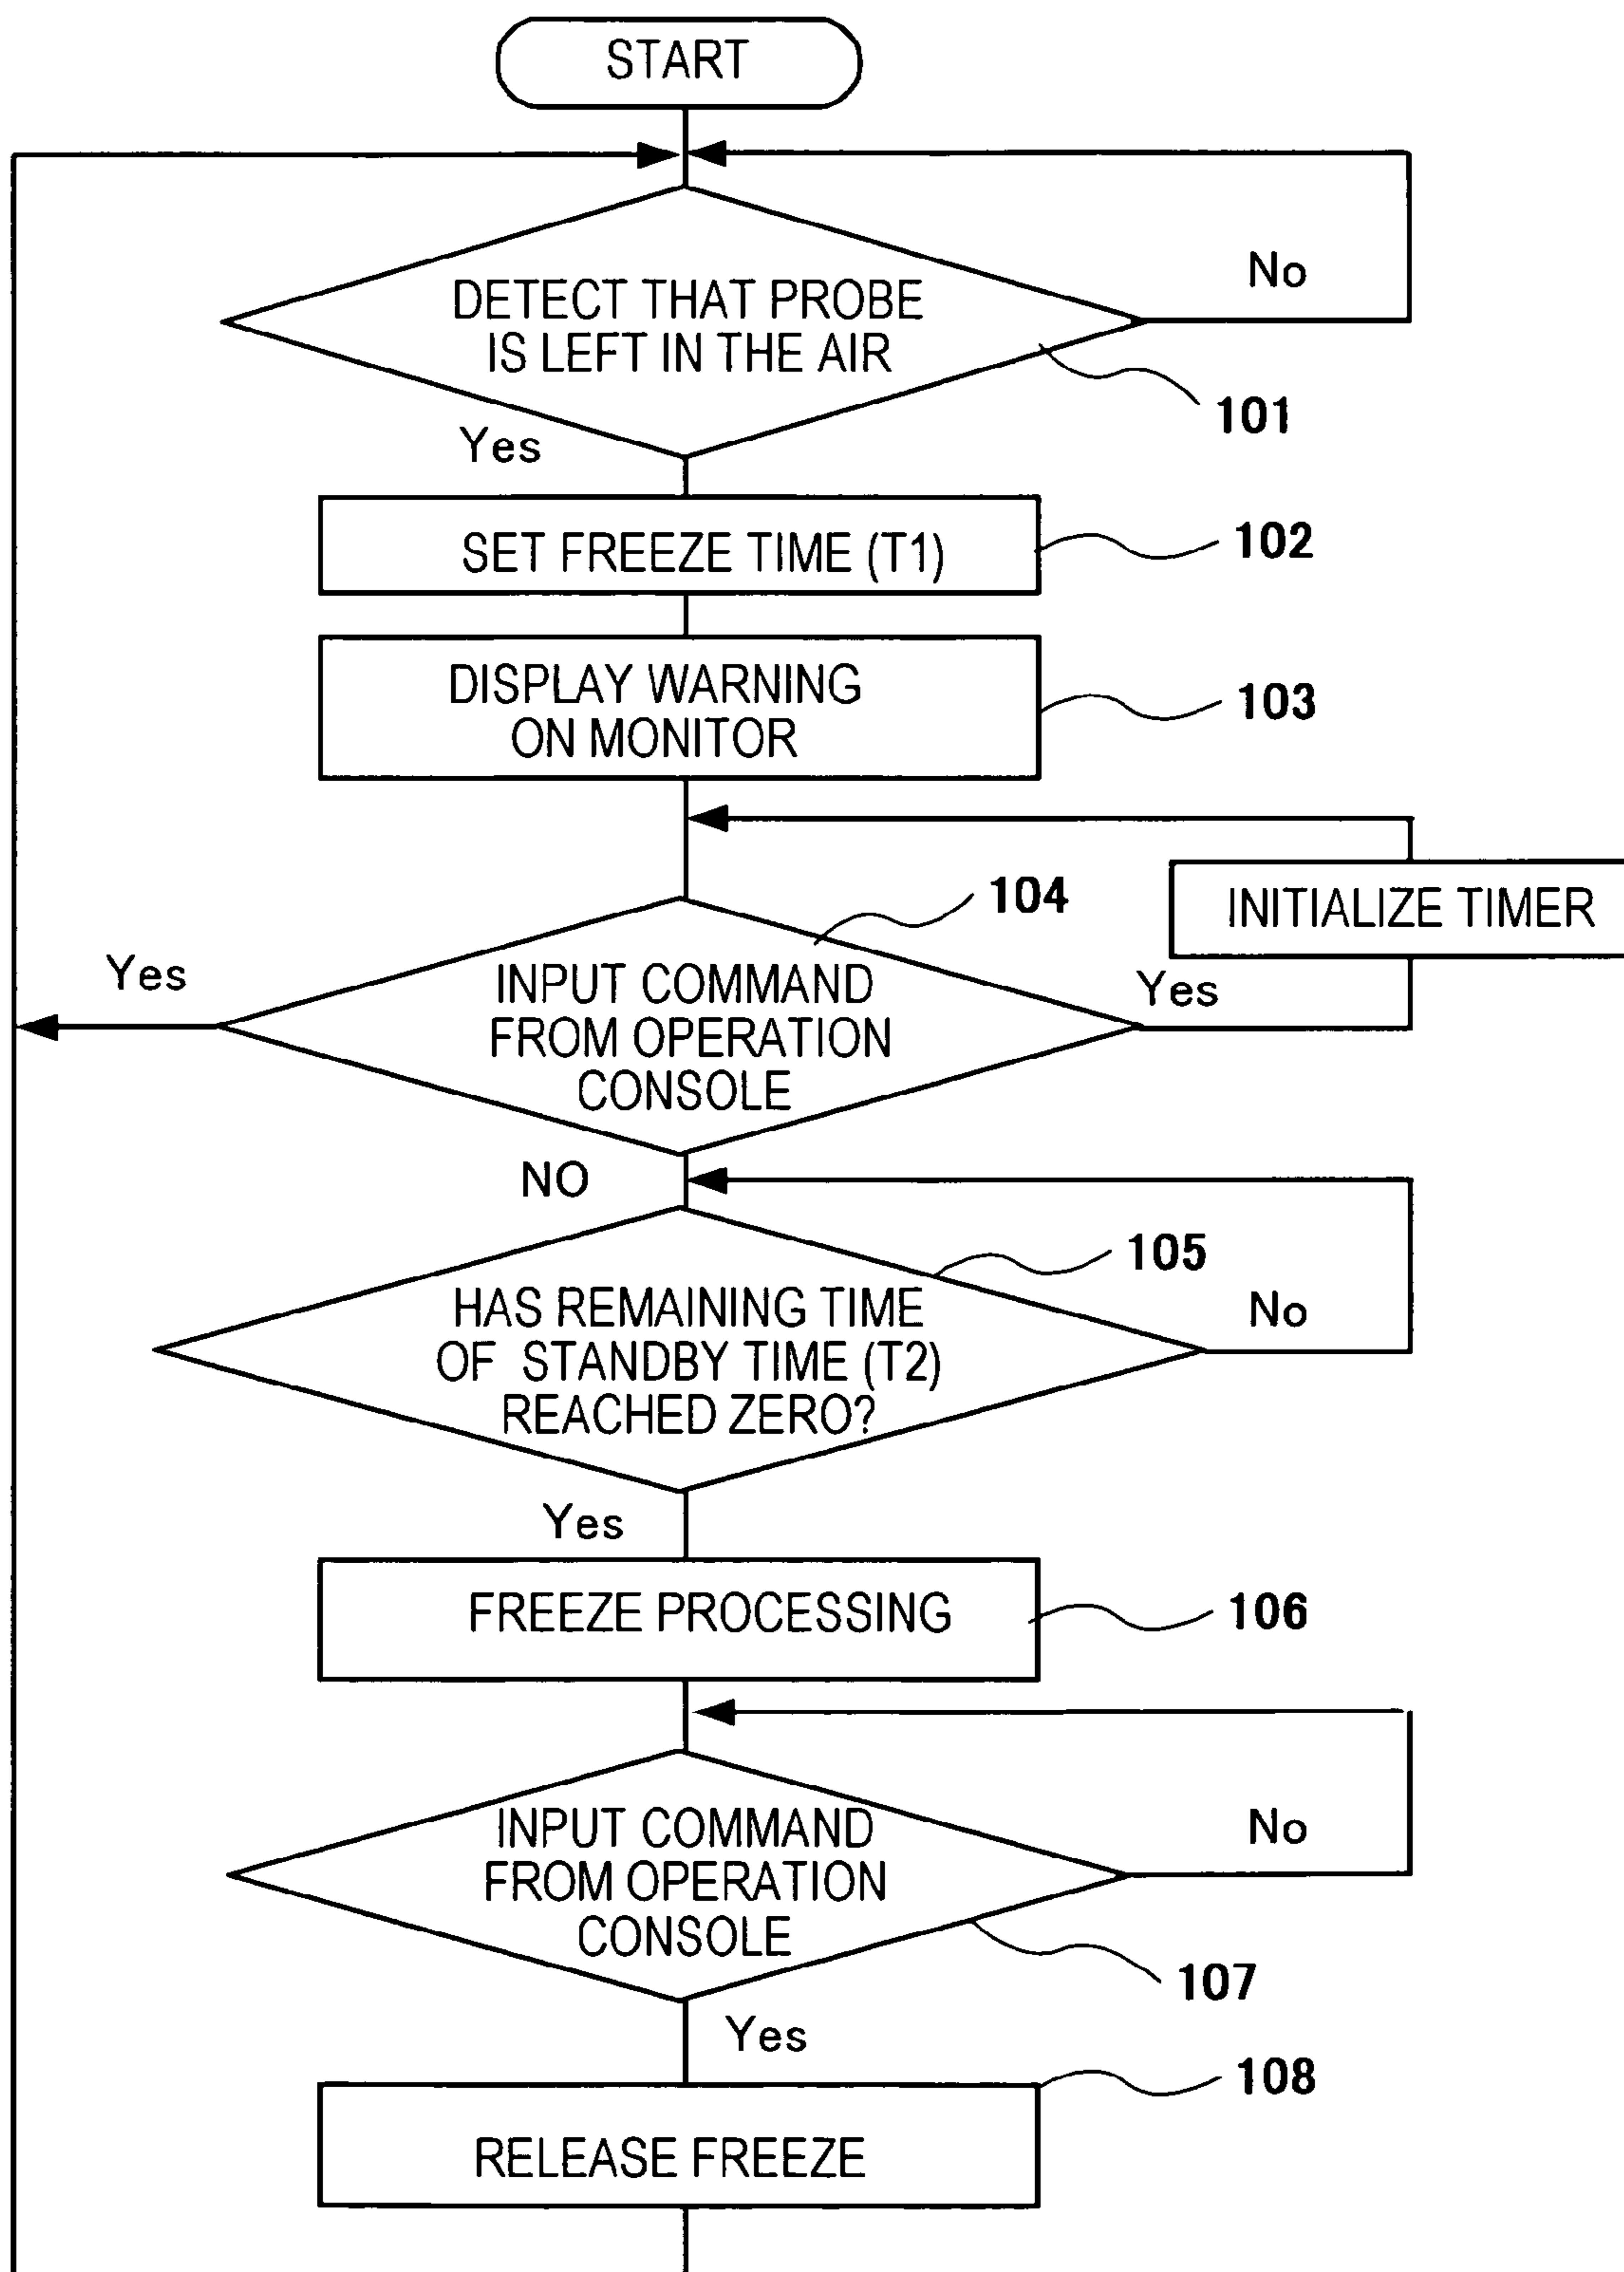 START
No
DETECT THAT PROBE
IS LEFT IN THE AIR
101
Yes
SET FREEZE TIME (T1)
102
DISPLAY WARNING
ON MONITOR
103
104
INITIALIZE TIMER
Yes
INPUT COMMAND
FROM OPERATION
CONSOLE
Yes
NO
105
HAS REMAINING TIME
OF STANDBY TIME (T2)
REACHED ZERO?
No
Yes
FREEZE PROCESSING
106
INPUT COMMAND
FROM OPERATION
CONSOLE
No
107
Yes
108
RELEASE FREEZE